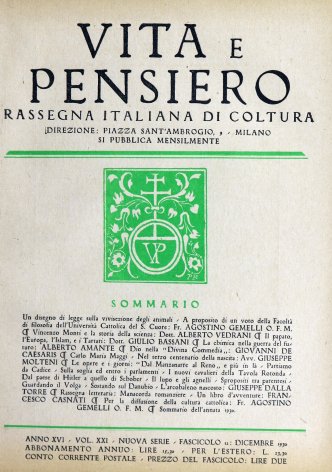 VITA E
PENSIERO
RASSEGNA ITALIANA DI COLTURA
DIREZIONE: PIAZZA SANT'AMBROGIO, 9 - MILANO
SI PUBBLICA MENSILMENTE
VP
SOMMARIO
Un disegno di legge sulla vivisezione degli animali - A proposito di un voto della Facoltà
di filosofia dell'Università Cattolica del S. Cuore: Fr. AGOSTINO GEMELLI O. F. M.
¶ Vincenzo Monti e la storia della scienza: Dott. ALBERTO VEDRANI ¶ Il papato,
l'Europa, l'Islam, e i Tartari: Dott. GIULIO BASSANI ¶ La chimica nella guerra del fu-
turo: ALBERTO AMANTE ¶ Dio nella "Divina Commedia,,: GIOVANNI DE
CAESARIS ¶ Carlo Maria Maggi - Nel terzo centenario della nascita: Avv. GIUSEPPE
MOLTENI ¶ Le opere e i giorni: "Dal Manzanarre al Reno,, e più in là - Partiamo
da Cadice - Sulla soglia ed entro i parlamenti - I nuovi cavalieri della Tavola Rotonda -
Dal paese di Hitler a quello di Schober - Il lupo e gli agnelli - Spropositi tra parentesi -
Guardando il Volga - Sostando sul Danubio - L'arcobaleno nascosto: GIUSEPPE DALLA
TORRE ¶ Rassegna letteraria: Manacorda romanziere - Un libro d'avventure: FRAN-
CESCO CASNATI ¶ Per la diffusione della cultura cattolica: Fr. AGOSTINO
GEMELLI O. F. M. ¶ Sommario dell'annata 1930.
ANNO XVI - VOL. XXI - NUOVA SERIE - FASCICOLO 12: DICEMBRE 1930
ABBONAMENTO ANNUO: LIRE 15,30 - PER L'ESTERO: L. 25,30
CONTO CORRENTE POSTALE - PREZZO DEL FASCICOLO: LIRE DUE